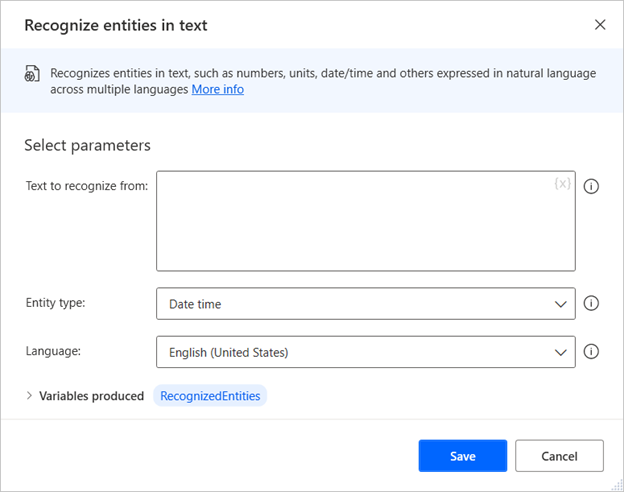 Recognize entities in text
Recognizes entities in text, such as numbers, units, date/time and others expressed in natural language
across multiple languages More info
Select parameters
Text to recognize from:
{x}
Entity type:
Date time
Language:
English (United States)
Variables produced RecognizedEntities
Save
Cancel